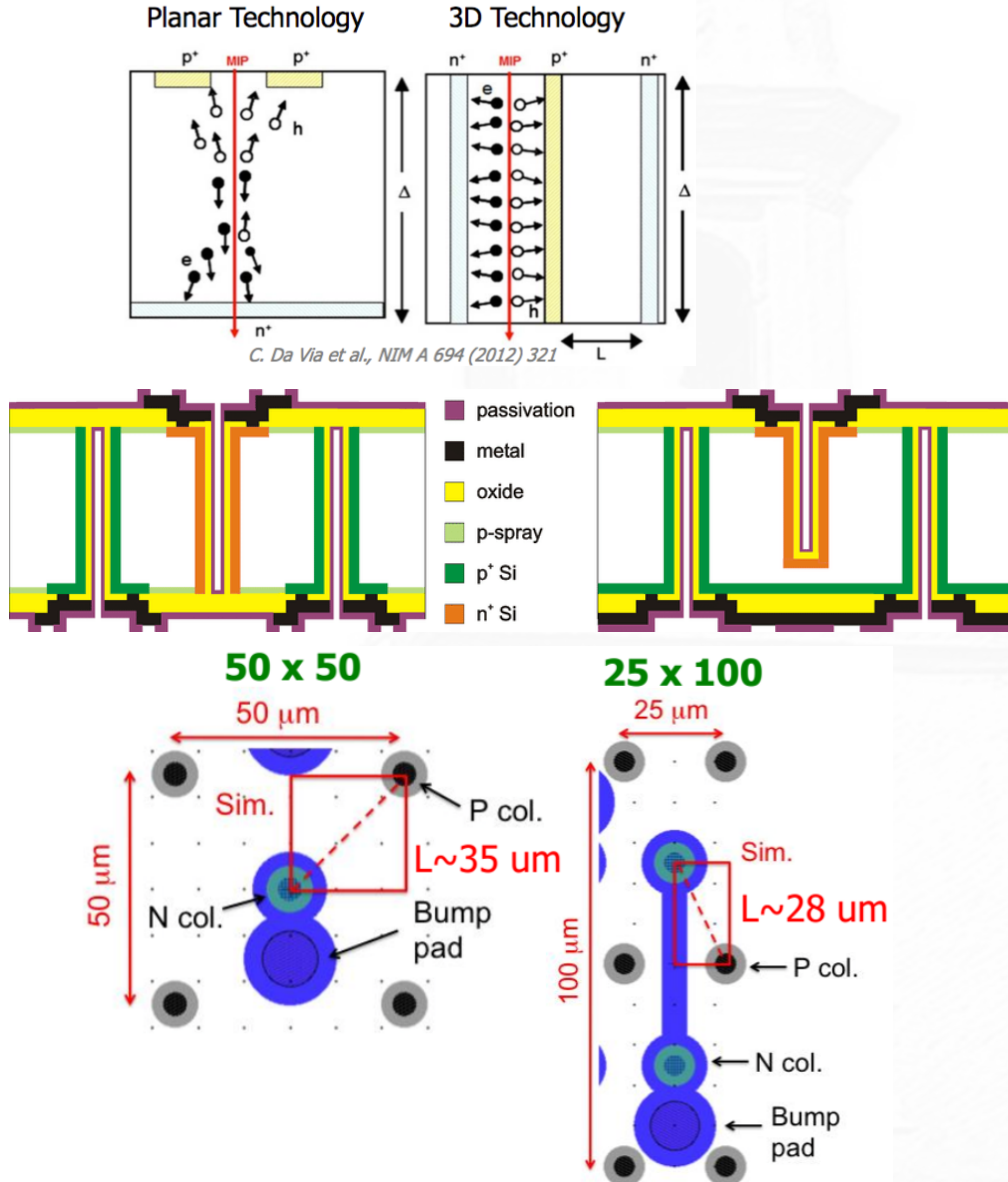 Planar Technology
3D Technology
p⁺
MIP
p⁺
h
e
n⁺
Δ
n⁺
MIP
p⁺
n⁺
e
h
L
Δ
C. Da Via et al., NIM A 694 (2012) 321
passivation
metal
oxide
p-spray
p⁺ Si
n⁺ Si
50 x 50
50 µm
50 µm
Sim.
P col.
L~35 um
N col.
Bump
pad
25 x 100
25 µm
100 µm
Sim.
L~28 um
P col.
N col.
Bump
pad